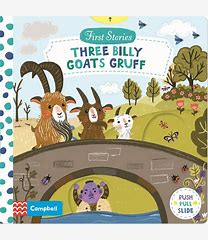 First Stories
THREE BILLY
GOATS GRUFF
PUSH
PULL
SLIDE
Campbell